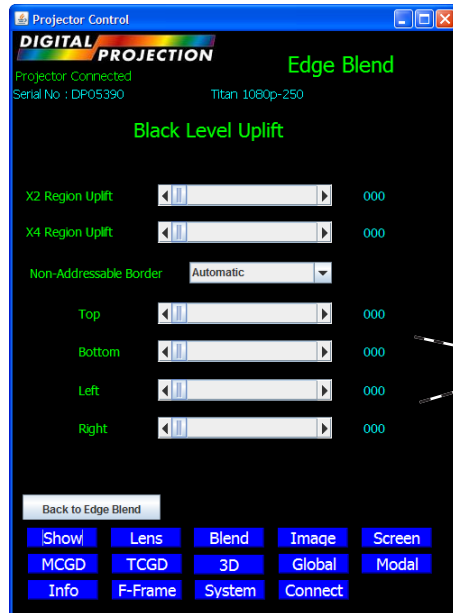 Projector Control
DIGITAL
PROJECTION
Edge Blend
Projector Connected
Serial No : DP05390 Titan 1080p-250
Black Level Uplift
X2 Region Uplift 000
X4 Region Uplift 000
Non-Addressable Border Automatic
Top 000
Bottom 000
Left 000
Right 000
Back to Edge Blend
Show Lens Blend Image Screen
MCGD TCGD 3D Global Modal
Info F-Frame System Connect